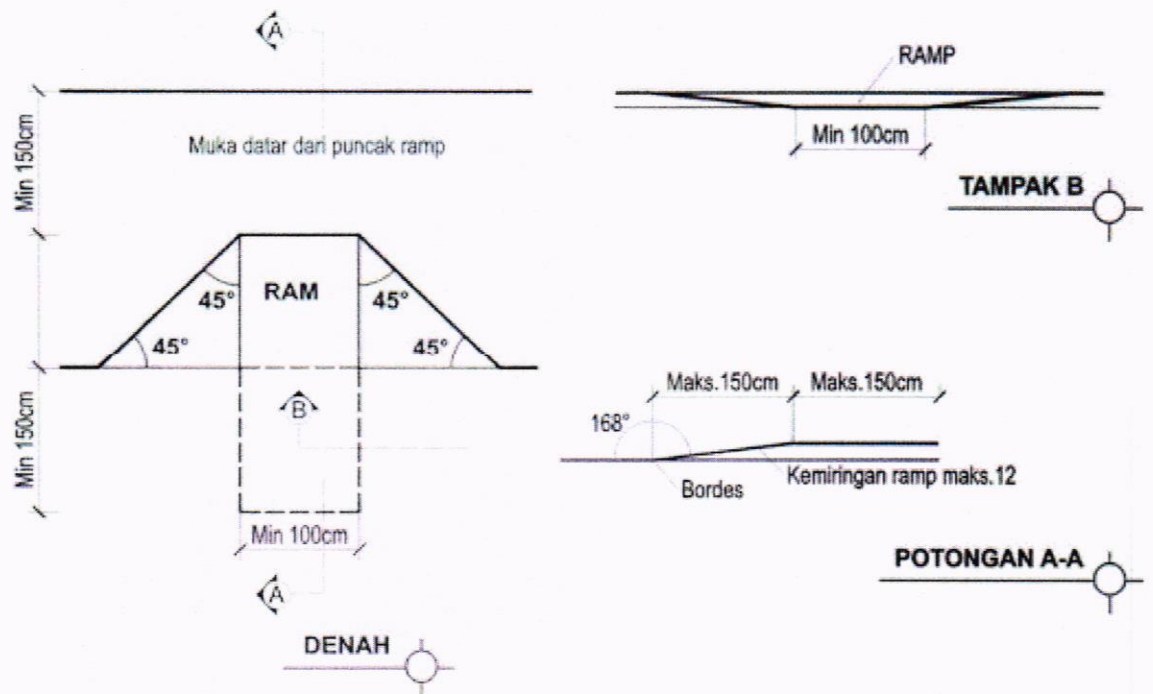 A
Min 150cm
Muka datar dari puncak ramp
45°
RAM
45°
45°
45°
Min 150cm
B
Min 100cm
A
DENAH
RAMP
Min 100cm
TAMPAK B
Maks.150cm
Maks.150cm
168°
Bordes
Kemiringan ramp maks.12
POTONGAN A-A